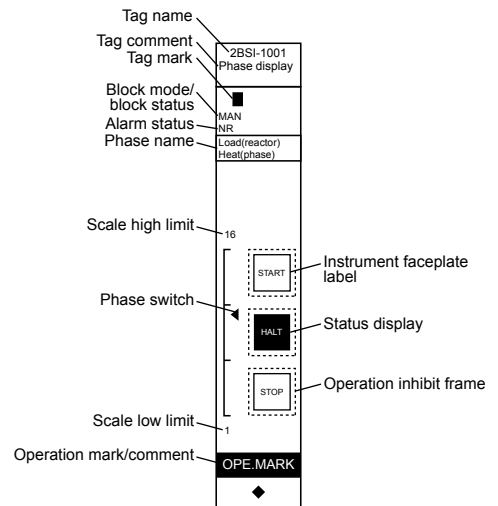 Tag name
Tag comment
Tag mark
2BSI-1001
Phase display
Block mode/
block status
Alarm status
Phase name
MAN
NR
Load(reactor)
Heat(phase)
Scale high limit
16
START
Instrument faceplate
label
Phase switch
HALT
Status display
STOP
Operation inhibit frame
Scale low limit
1
Operation mark/comment
OPE.MARK